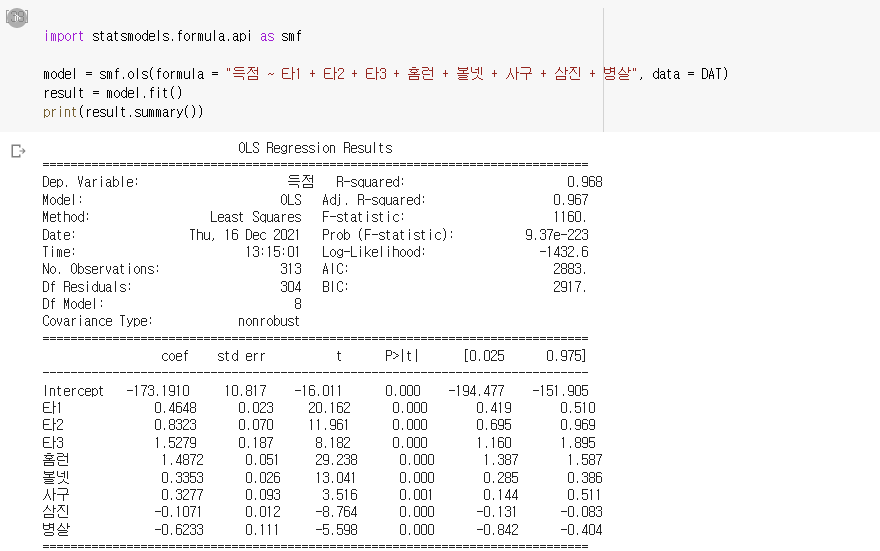 import statsmodels.formula.api as smf
model = smf.ols(formula = "득점 ~ 타1 + 타2 + 타3 + 홈런 + 볼넷 + 사구 + 삼진 + 병살", data = DAT)
result = model.fit()
print(result.summary())
OLS Regression Results
==============================================================================
Dep. Variable: 득점 R-squared: 0.968
Model: OLS Adj. R-squared: 0.967
Method: Least Squares F-statistic: 1160.
Date: Thu, 16 Dec 2021 Prob (F-statistic): 9.37e-223
Time: 13:15:01 Log-Likelihood: -1432.6
No. Observations: 313 AIC: 2883.
Df Residuals: 304 BIC: 2917.
Df Model: 8
Covariance Type: nonrobust
==============================================================================
coef std err t P>|t| [0.025 0.975]
------------------------------------------------------------------------------
Intercept -173.1910 10.817 -16.011 0.000 -194.477 -151.905
타1 0.4648 0.023 20.162 0.000 0.419 0.510
타2 0.8323 0.070 11.961 0.000 0.695 0.969
타3 1.5279 0.187 8.182 0.000 1.160 1.895
홈런 1.4872 0.051 29.238 0.000 1.387 1.587
볼넷 0.3353 0.026 13.041 0.000 0.285 0.386
사구 0.3277 0.093 3.516 0.001 0.144 0.511
삼진 -0.1071 0.012 -8.764 0.000 -0.131 -0.083
병살 -0.6233 0.111 -5.598 0.000 -0.842 -0.404
==============================================================================